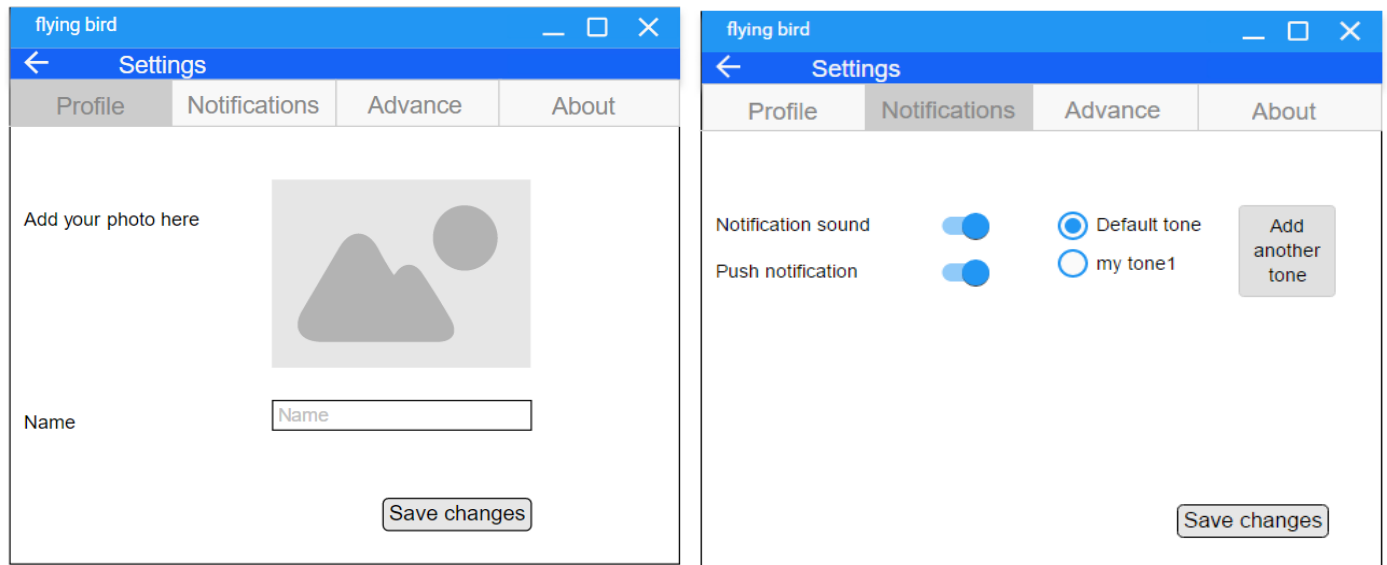 flying bird
Settings
Profile Notifications Advance About
Add your photo here
Name Name
Save changes
flying bird
Settings
Profile Notifications Advance About
Notification sound Default tone
Push notification my tone1
Add
another
tone
Save changes